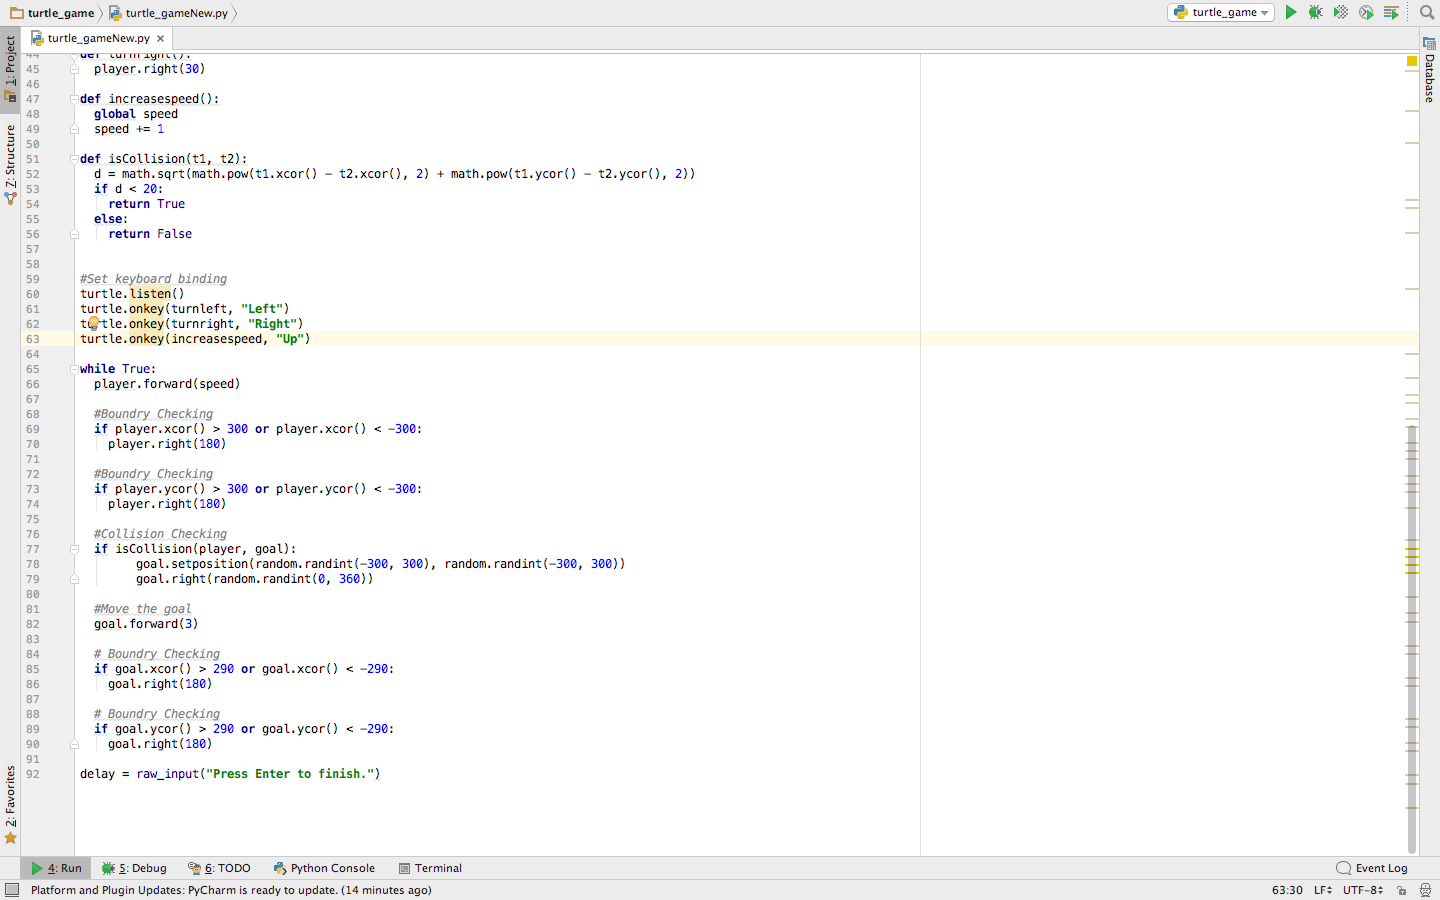 turtle_game
turtle_gameNew.py
turtle_game
turtle_gameNew.py
1: Project
Z: Structure
2: Favorites
Database
44 def turnright():
45 player.right(30)
46
47 def increasespeed():
48 global speed
49 speed += 1
50
51 def isCollision(t1, t2):
52 d = math.sqrt(math.pow(t1.xcor() - t2.xcor(), 2) + math.pow(t1.ycor() - t2.ycor(), 2))
53 if d < 20:
54 return True
55 else:
56 return False
57
58
59 #Set keyboard binding
60 turtle.listen()
61 turtle.onkey(turnleft, "Left")
62 turtle.onkey(turnright, "Right")
63 turtle.onkey(increasespeed, "Up")
64
65 while True:
66 player.forward(speed)
67
68 #Boundry Checking
69 if player.xcor() > 300 or player.xcor() < -300:
70 player.right(180)
71
72 #Boundry Checking
73 if player.ycor() > 300 or player.ycor() < -300:
74 player.right(180)
75
76 #Collision Checking
77 if isCollision(player, goal):
78 goal.setposition(random.randint(-300, 300), random.randint(-300, 300))
79 goal.right(random.randint(0, 360))
80
81 #Move the goal
82 goal.forward(3)
83
84 # Boundry Checking
85 if goal.xcor() > 290 or goal.xcor() < -290:
86 goal.right(180)
87
88 # Boundry Checking
89 if goal.ycor() > 290 or goal.ycor() < -290:
90 goal.right(180)
91
92 delay = raw_input("Press Enter to finish.")
4: Run 5: Debug 6: TODO Python Console Terminal Event Log
Platform and Plugin Updates: PyCharm is ready to update. (14 minutes ago) 63:30 LF UTF-8